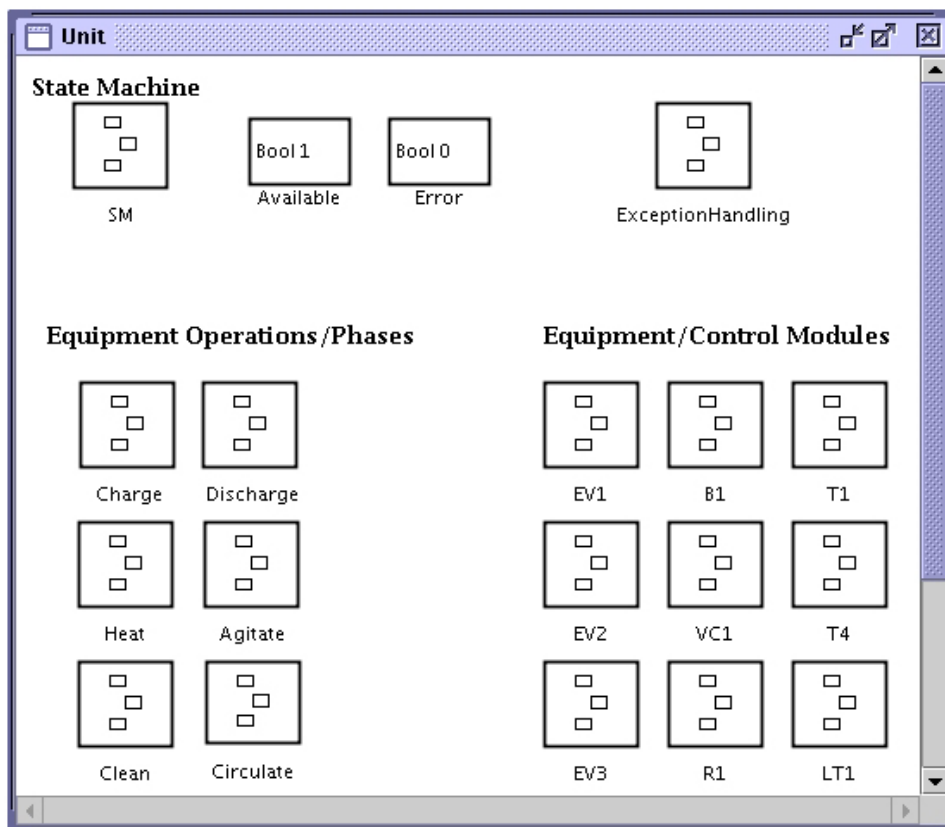 Unit
State Machine
Bool 1 Bool 0
Available Error
SM ExceptionHandling
Equipment Operations/Phases Equipment/Control Modules
Charge Discharge EV1 B1 T1
Heat Agitate EV2 VC1 T4
Clean Circulate EV3 R1 LT1